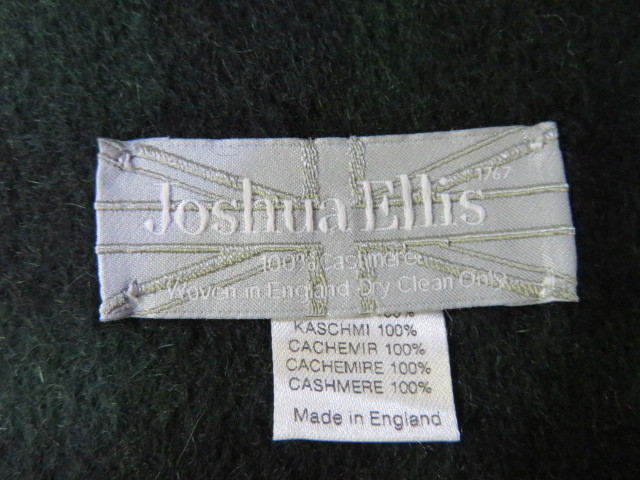 1767
Joshua Ellis
100% Cashmere
Woven in England Dry Clean Only
100%
KASCHMI 100%
CACHEMIR 100%
CACHEMIRE 100%
CASHMERE 100%
Made in England